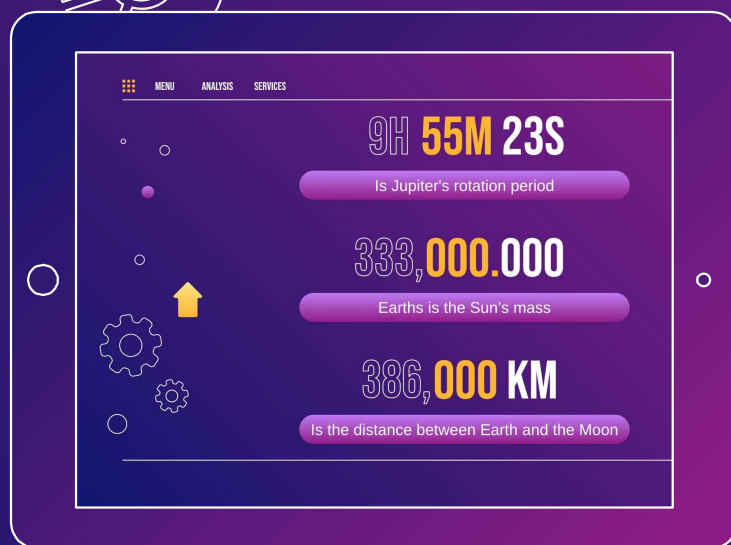 MENU ANALYSIS SERVICES
9H 55M 23S
Is Jupiter's rotation period
333,000.000
Earths is the Sun's mass
386,000 KM
Is the distance between Earth and the Moon